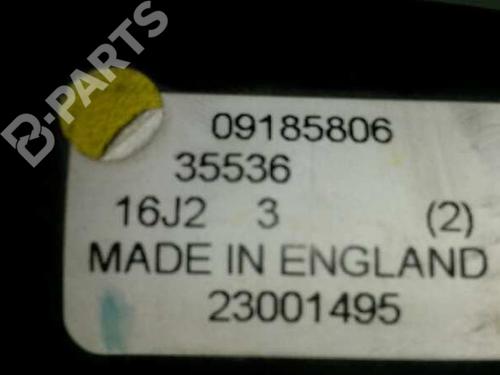 B-PARTS
09185806
35536
16J2 3 (2)
MADE IN ENGLAND
23001495